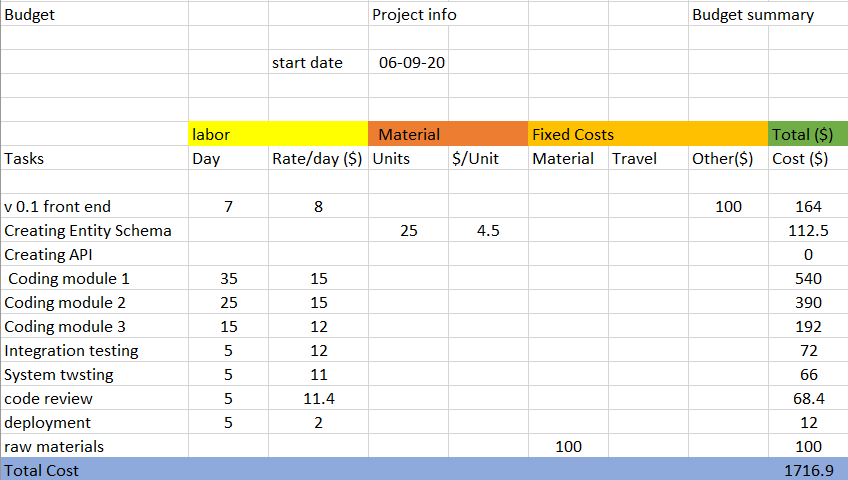 Budget Project info Budget summary
start date 06-09-20
labor Material Fixed Costs Total ($)
Tasks Day Rate/day ($) Units $/Unit Material Travel Other($) Cost ($)
v 0.1 front end 7 8 100 164
Creating Entity Schema 25 4.5 112.5
Creating API 0
Coding module 1 35 15 540
Coding module 2 25 15 390
Coding module 3 15 12 192
Integration testing 5 12 72
System twsting 5 11 66
code review 5 11.4 68.4
deployment 5 2 12
raw materials 100 100
Total Cost 1716.9